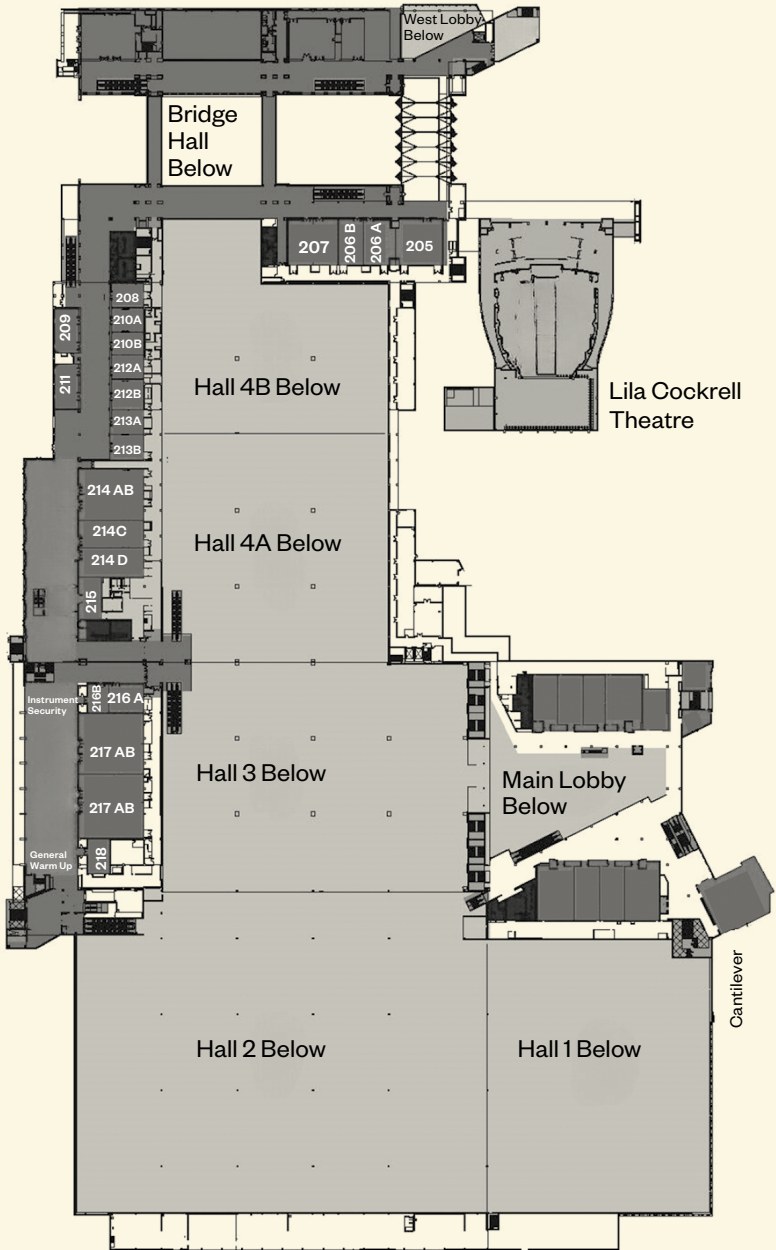 West Lobby
Below
Bridge
Hall
Below
207
206 B
206 A
205
208
209
210A
210B
211
212A
212B
213A
213B
Hall 4B Below
Lila Cockrell
Theatre
214 AB
214C
214 D
215
Hall 4A Below
Instrument
Security
216B
216 A
217 AB
217 AB
General
Warm Up
218
Hall 3 Below
Main Lobby
Below
Cantilever
Hall 2 Below
Hall 1 Below